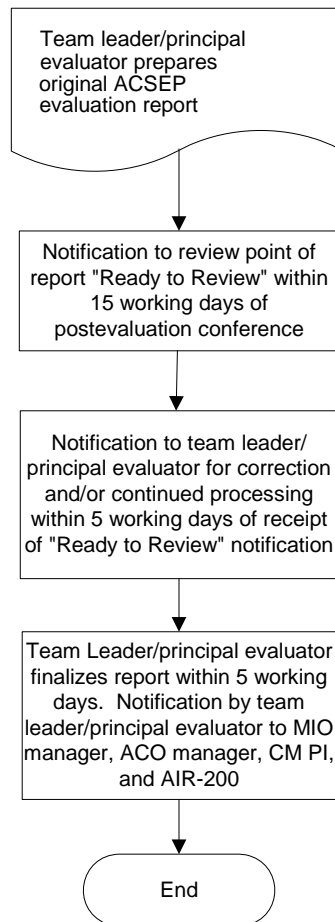 Team leader/principal
evaluator prepares
original ACSEP
evaluation report
Notification to review point of
report "Ready to Review" within
15 working days of
postevaluation conference
Notification to team leader/
principal evaluator for correction
and/or continued processing
within 5 working days of receipt
of "Ready to Review" notification
Team Leader/principal evaluator
finalizes report within 5 working
days.  Notification by team
leader/principal evaluator to MIO
manager, ACO manager, CM PI,
and AIR-200
End